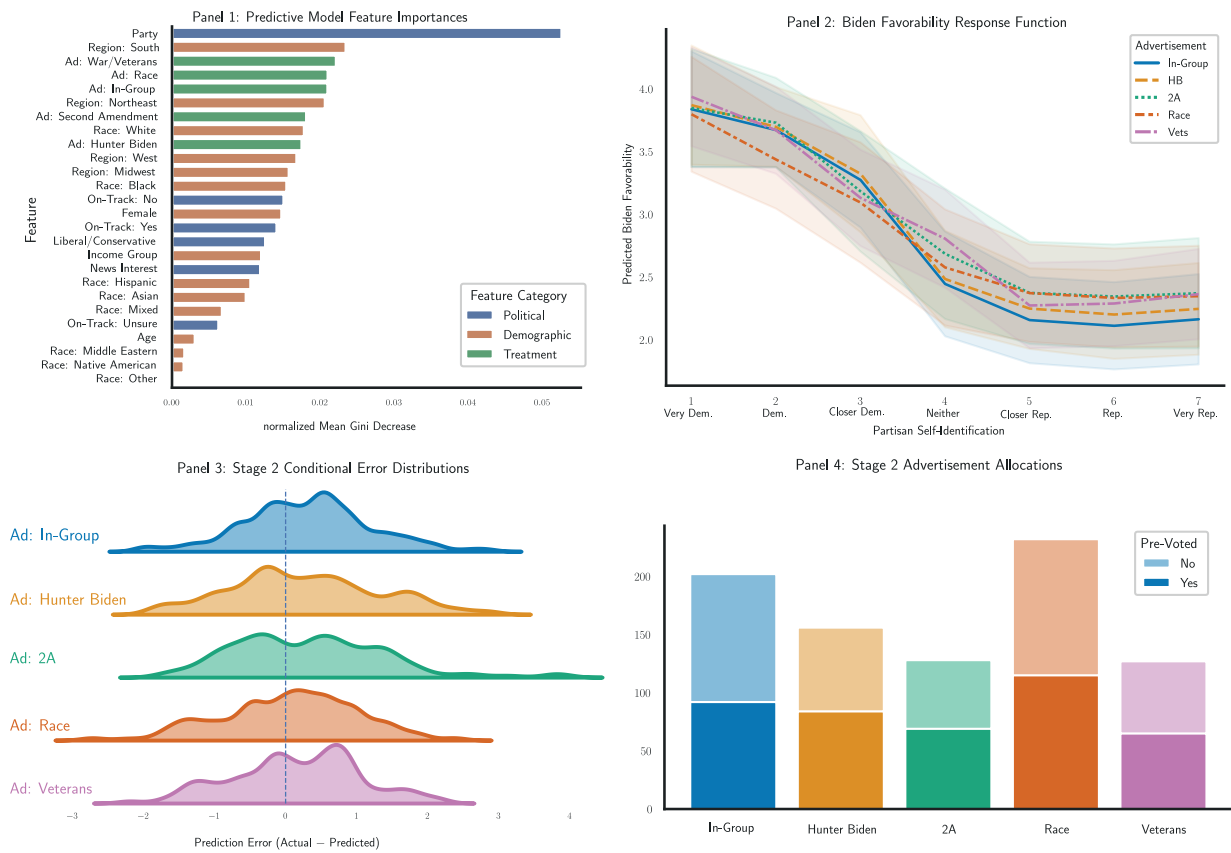 Panel 1: Predictive Model Feature Importances
Feature
Party
Region: South
Ad: War/Veterans
Ad: Race
Ad: In-Group
Region: Northeast
Ad: Second Amendment
Race: White
Ad: Hunter Biden
Region: West
Region: Midwest
Race: Black
On-Track: No
Female
On-Track: Yes
Liberal/Conservative
Income Group
News Interest
Race: Hispanic
Race: Asian
Race: Mixed
On-Track: Unsure
Age
Race: Middle Eastern
Race: Native American
Race: Other
Feature Category
Political
Demographic
Treatment
0.00 0.01 0.02 0.03 0.04 0.05
normalized Mean Gini Decrease
Panel 2: Biden Favorability Response Function
Predicted Biden Favorability
4.0
3.5
3.0
2.5
2.0
Advertisement
In-Group
HB
2A
Race
Vets
1 2 3 4 5 6 7
Very Dem. Dem. Closer Dem. Neither Closer Rep. Rep. Very Rep.
Partisan Self-Identification
Panel 3: Stage 2 Conditional Error Distributions
Ad: In-Group
Ad: Hunter Biden
Ad: 2A
Ad: Race
Ad: Veterans
−3 −2 −1 0 1 2 3 4
Prediction Error (Actual − Predicted)
Panel 4: Stage 2 Advertisement Allocations
200
150
100
50
0
Pre-Voted
No
Yes
In-Group Hunter Biden 2A Race Veterans